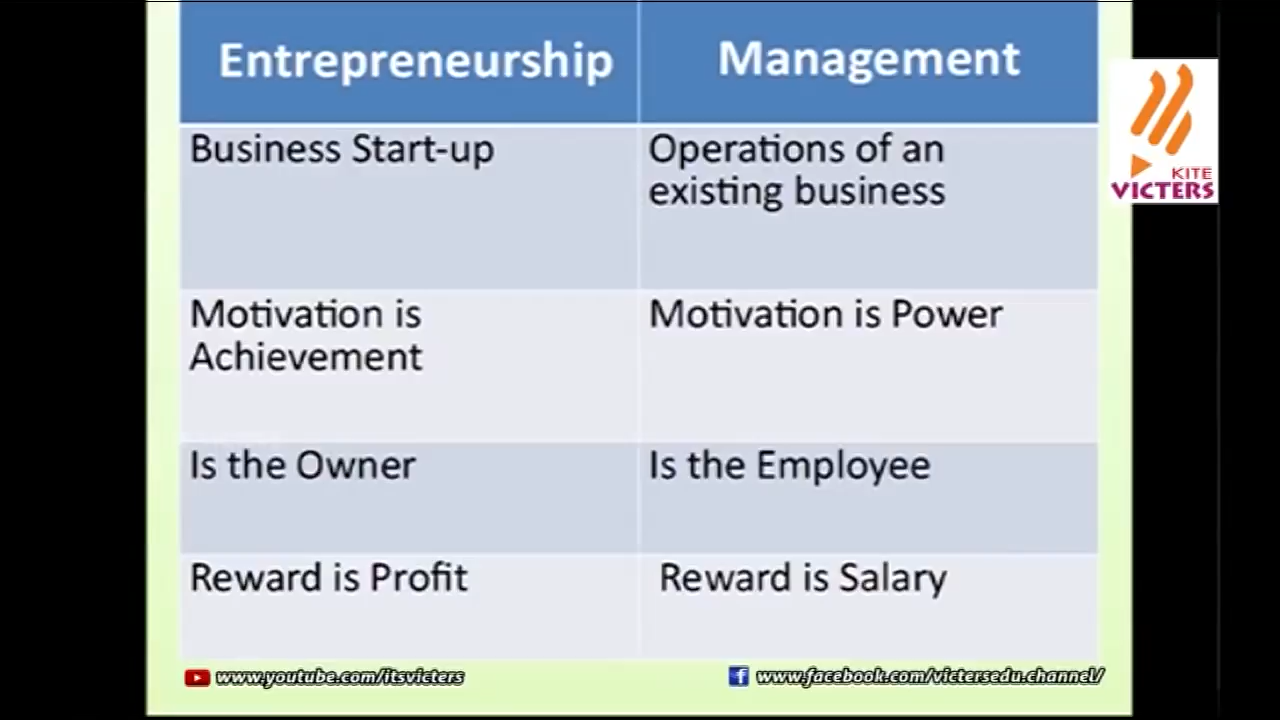 Entrepreneurship
Management
Business Start-up
Operations of an
existing business
Motivation is
Achievement
Motivation is Power
Is the Owner
Is the Employee
Reward is Profit
Reward is Salary
KITE
VICTERS
www.youtube.com/itsvicters
www.facebook.com/victersedu.channel/